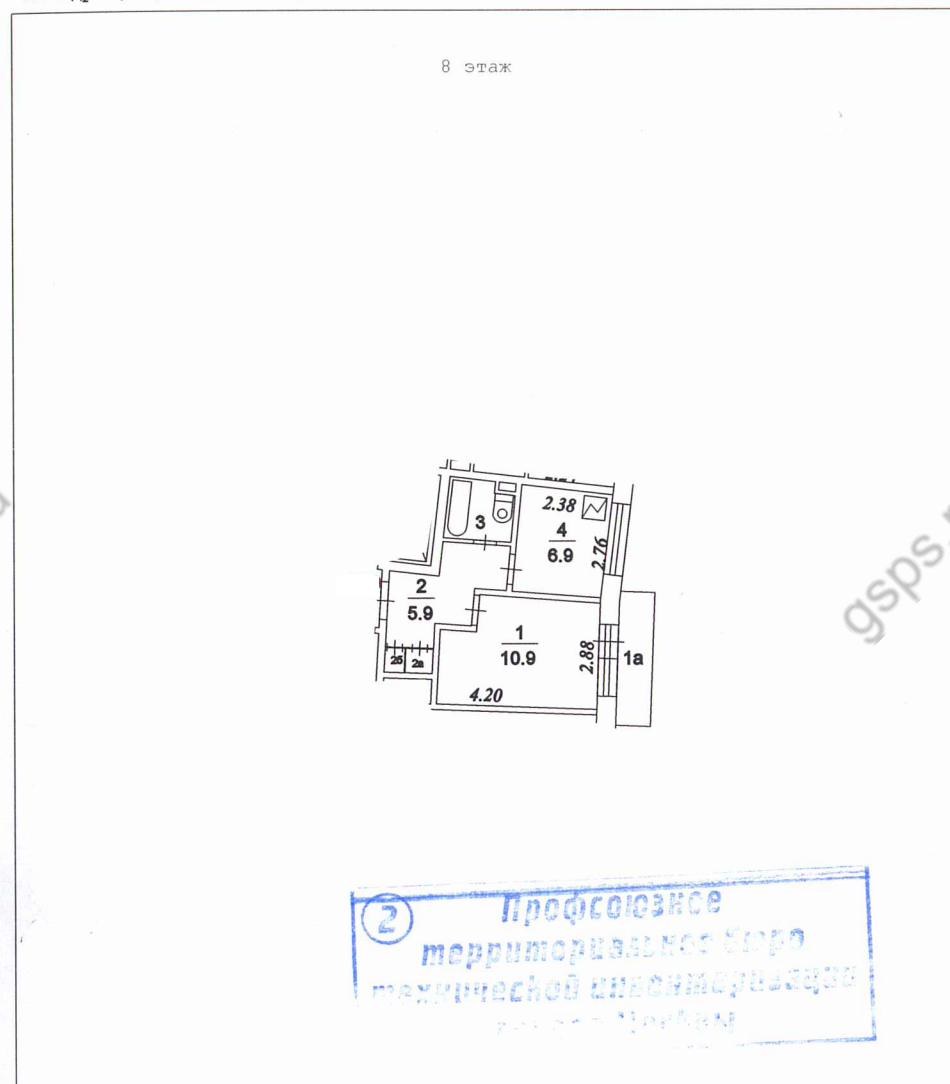 8 этаж
2.38
3
4
6.9
2.76
2
5.9
1
10.9
2.88
1а
2б 2а
4.20
2 Профсоюзное
территориальное бюро
технической инвентаризации
gsps.